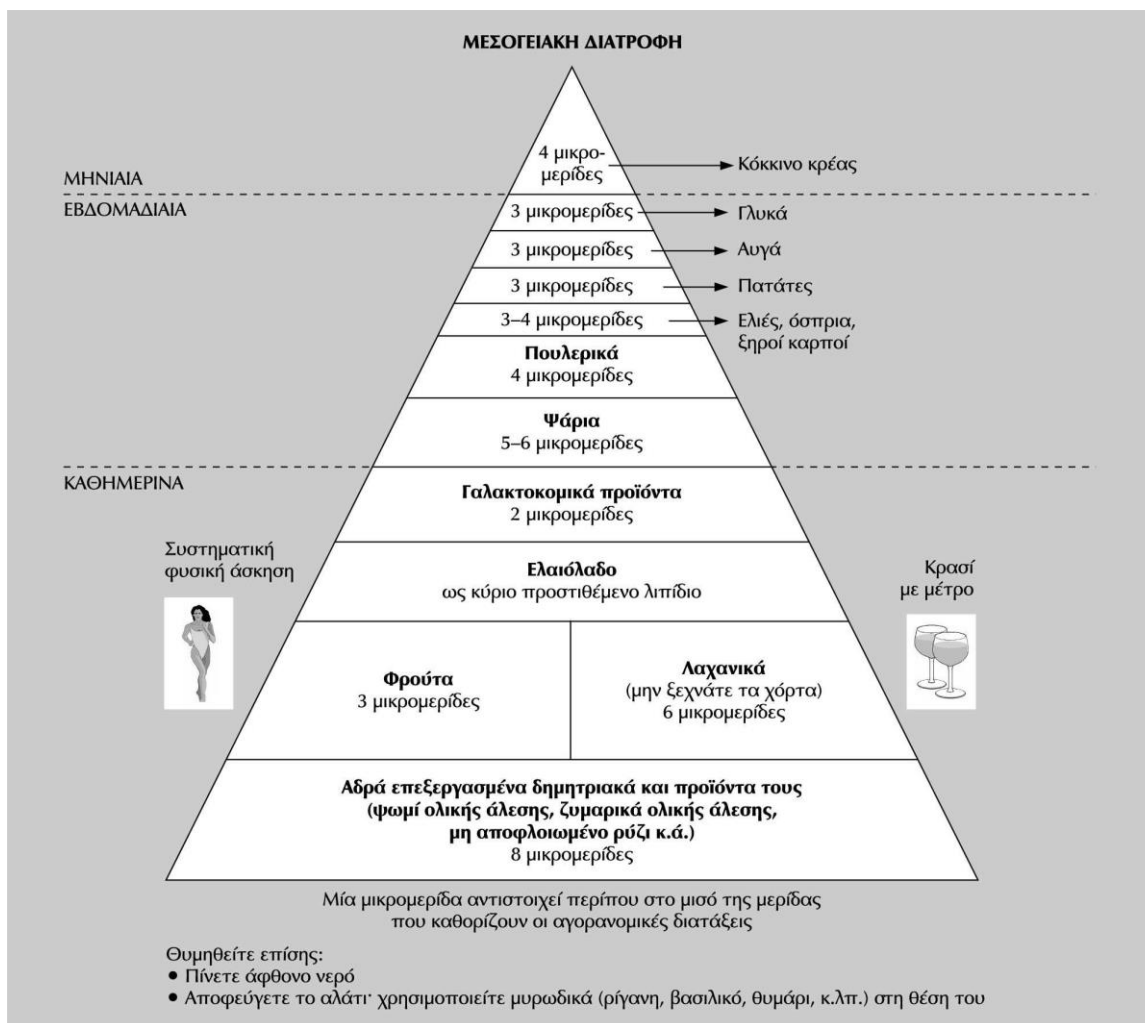 ΜΕΣΟΓΕΙΑΚΗ ΔΙΑΤΡΟΦΗ
4 μικρο-
μερίδες
Κόκκινο κρέας
ΜΗΝΙΑΙΑ
ΕΒΔΟΜΑΔΙΑΙΑ
3 μικρομερίδες
Γλυκά
3 μικρομερίδες
Αυγά
3 μικρομερίδες
Πατάτες
3–4 μικρομερίδες
Ελιές, όσπρια,
ξηροί καρποί
Πουλερικά
4 μικρομερίδες
Ψάρια
5–6 μικρομερίδες
ΚΑΘΗΜΕΡΙΝΑ
Γαλακτοκομικά προϊόντα
2 μικρομερίδες
Συστηματική
φυσική άσκηση
Ελαιόλαδο
ως κύριο προστιθέμενο λιπίδιο
Κρασί
με μέτρο
Φρούτα
3 μικρομερίδες
Λαχανικά
(μην ξεχνάτε τα χόρτα)
6 μικρομερίδες
Αδρά επεξεργασμένα δημητριακά και προϊόντα τους
(ψωμί ολικής άλεσης, ζυμαρικά ολικής άλεσης,
μη αποφλοιωμένο ρύζι κ.ά.)
8 μικρομερίδες
Μία μικρομερίδα αντιστοιχεί περίπου στο μισό της μερίδας
που καθορίζουν οι αγορανομικές διατάξεις
Θυμηθείτε επίσης:
• Πίνετε άφθονο νερό
• Αποφεύγετε το αλάτι· χρησιμοποιείτε μυρωδικά (ρίγανη, βασιλικό, θυμάρι, κ.λπ.) στη θέση του